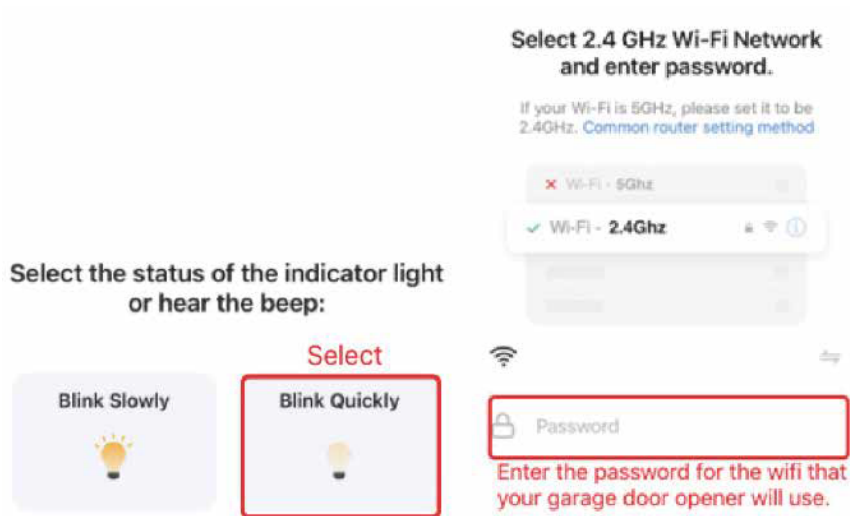 Select the status of the indicator light
or hear the beep:
Select
Blink Slowly
Blink Quickly
Select 2.4 GHz Wi-Fi Network
and enter password.
If your Wi-Fi is 5GHz, please set it to be
2.4GHz. Common router setting method
Wi-Fi - 5Ghz
Wi-Fi - 2.4Ghz
Password
Enter the password for the wifi that
your garage door opener will use.